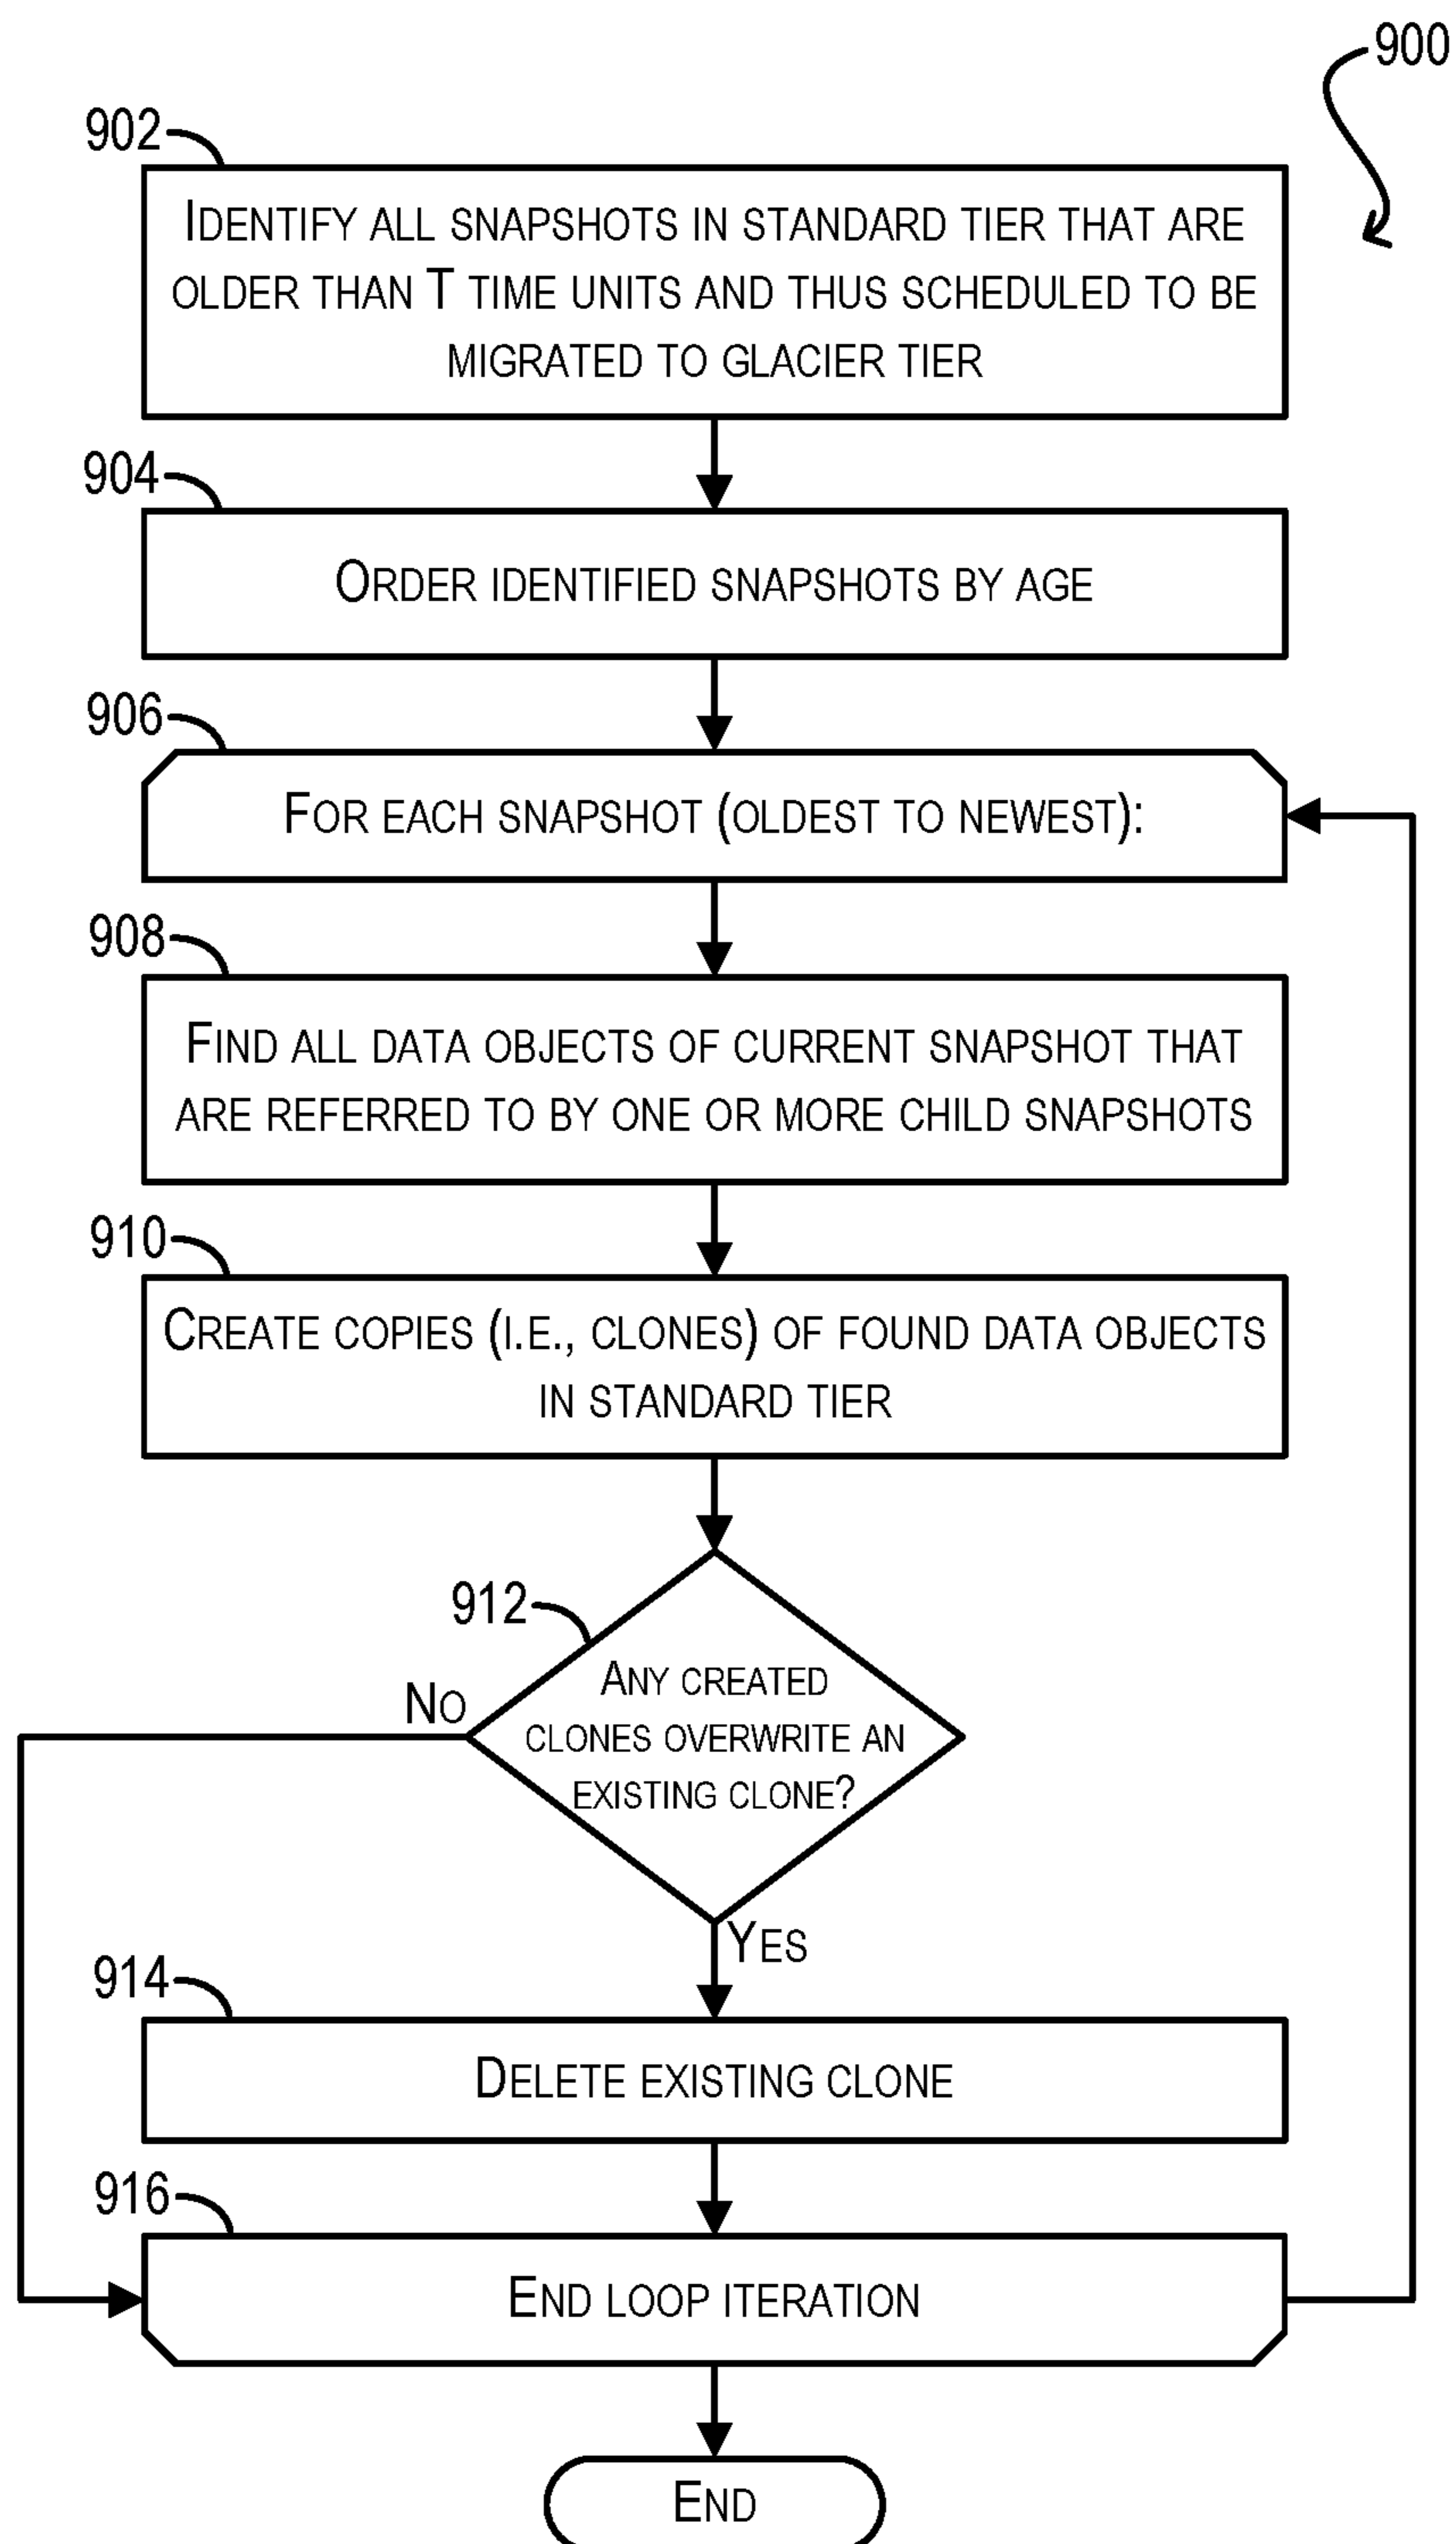 900
902
IDENTIFY ALL SNAPSHOTS IN STANDARD TIER THAT ARE
OLDER THAN T TIME UNITS AND THUS SCHEDULED TO BE
MIGRATED TO GLACIER TIER
904
ORDER IDENTIFIED SNAPSHOTS BY AGE
906
FOR EACH SNAPSHOT (OLDEST TO NEWEST):
908
FIND ALL DATA OBJECTS OF CURRENT SNAPSHOT THAT
ARE REFERRED TO BY ONE OR MORE CHILD SNAPSHOTS
910
CREATE COPIES (I.E., CLONES) OF FOUND DATA OBJECTS
IN STANDARD TIER
912
ANY CREATED
CLONES OVERWRITE AN
EXISTING CLONE?
NO
YES
914
DELETE EXISTING CLONE
916
END LOOP ITERATION
END